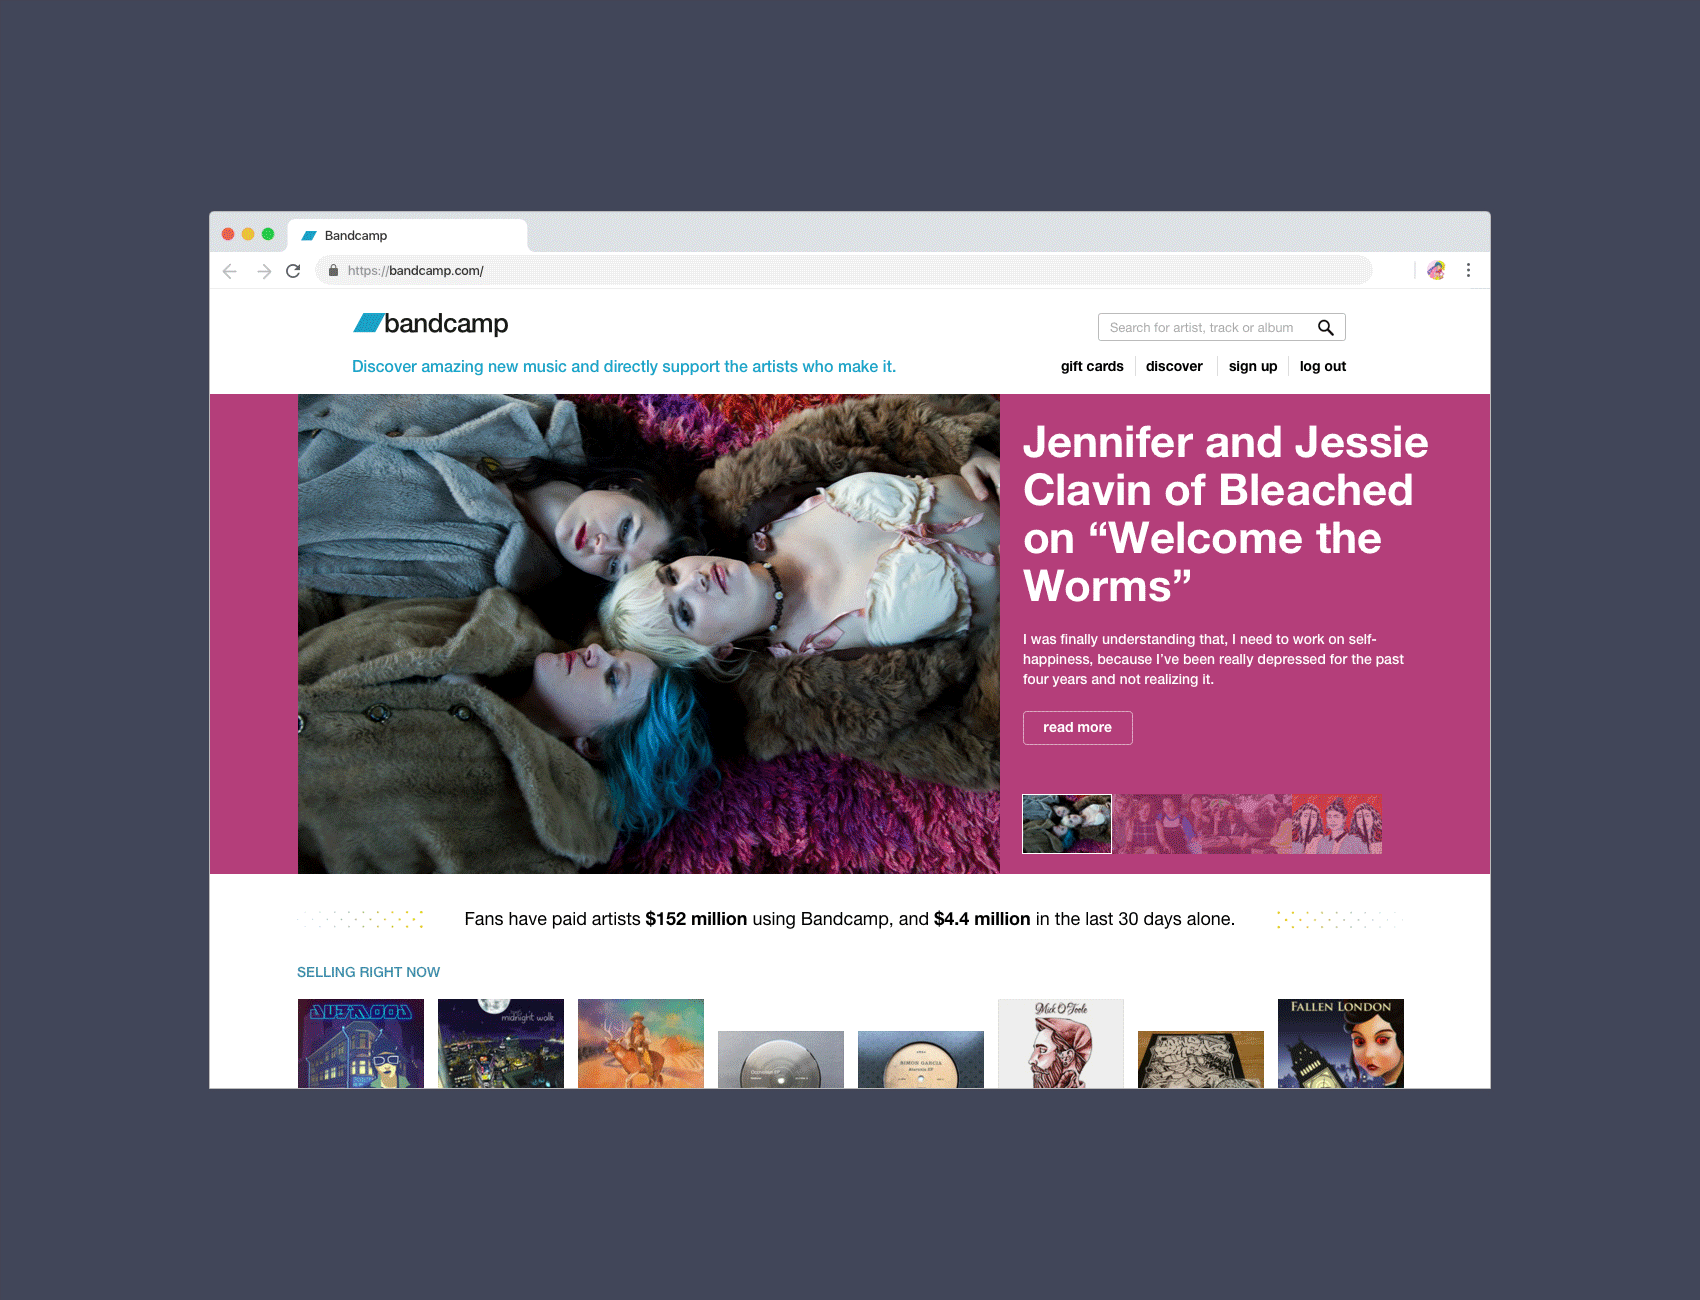 Bandcamp
https://bandcamp.com/
bandcamp
Search for artist, track or album
Discover amazing new music and directly support the artists who make it.
gift cards
discover
sign up
log out
Jennifer and Jessie
Clavin of Bleached
on “Welcome the
Worms”
I was finally understanding that, I need to work on self-
happiness, because I’ve been really depressed for the past
four years and not realizing it.
read more
Fans have paid artists $152 million using Bandcamp, and $4.4 million in the last 30 days alone.
SELLING RIGHT NOW
midnight walk
SIMON GARCIA
Mick O'Toole
FALLEN LONDON